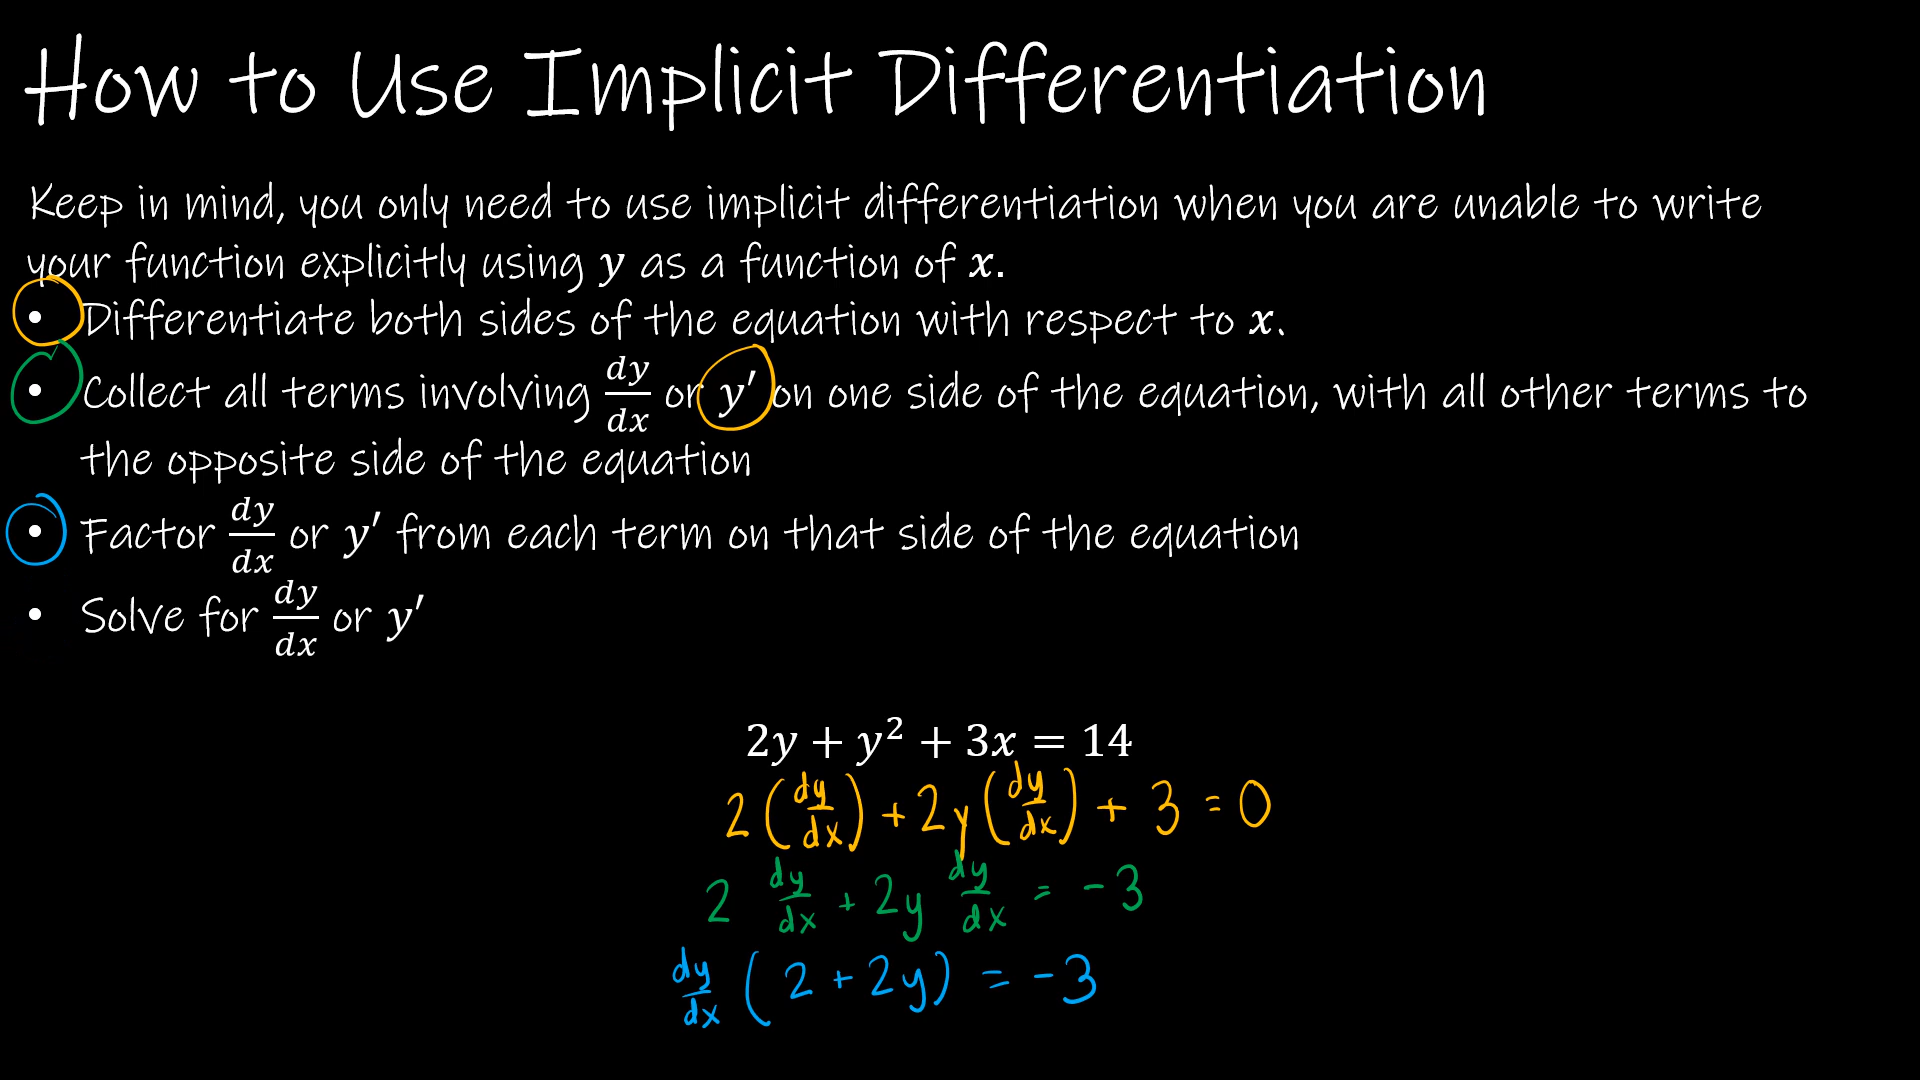 How to Use Implicit Differentiation
Keep in mind, you only need to use implicit differentiation when you are unable to write
your function explicitly using y as a function of x.
• Differentiate both sides of the equation with respect to x.
• Collect all terms involving dy/dx or y′ on one side of the equation, with all other terms to
the opposite side of the equation
• Factor dy/dx or y′ from each term on that side of the equation
• Solve for dy/dx or y′
2y + y² + 3x = 14
2(dy/dx) + 2y(dy/dx) + 3 = 0
2 dy/dx + 2y dy/dx = -3
dy/dx (2 + 2y) = -3